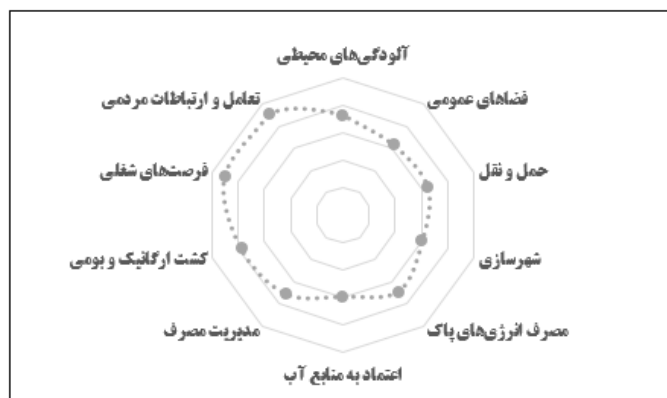 آلودگی‌های محیطی
فضاهای عمومی
حمل و نقل
شهرسازی
مصرف انرژی‌های پاک
اعتماد به منابع آب
مدیریت مصرف
کشت ارگانیک و بومی
فرصت‌های شغلی
تعامل و ارتباطات مردمی